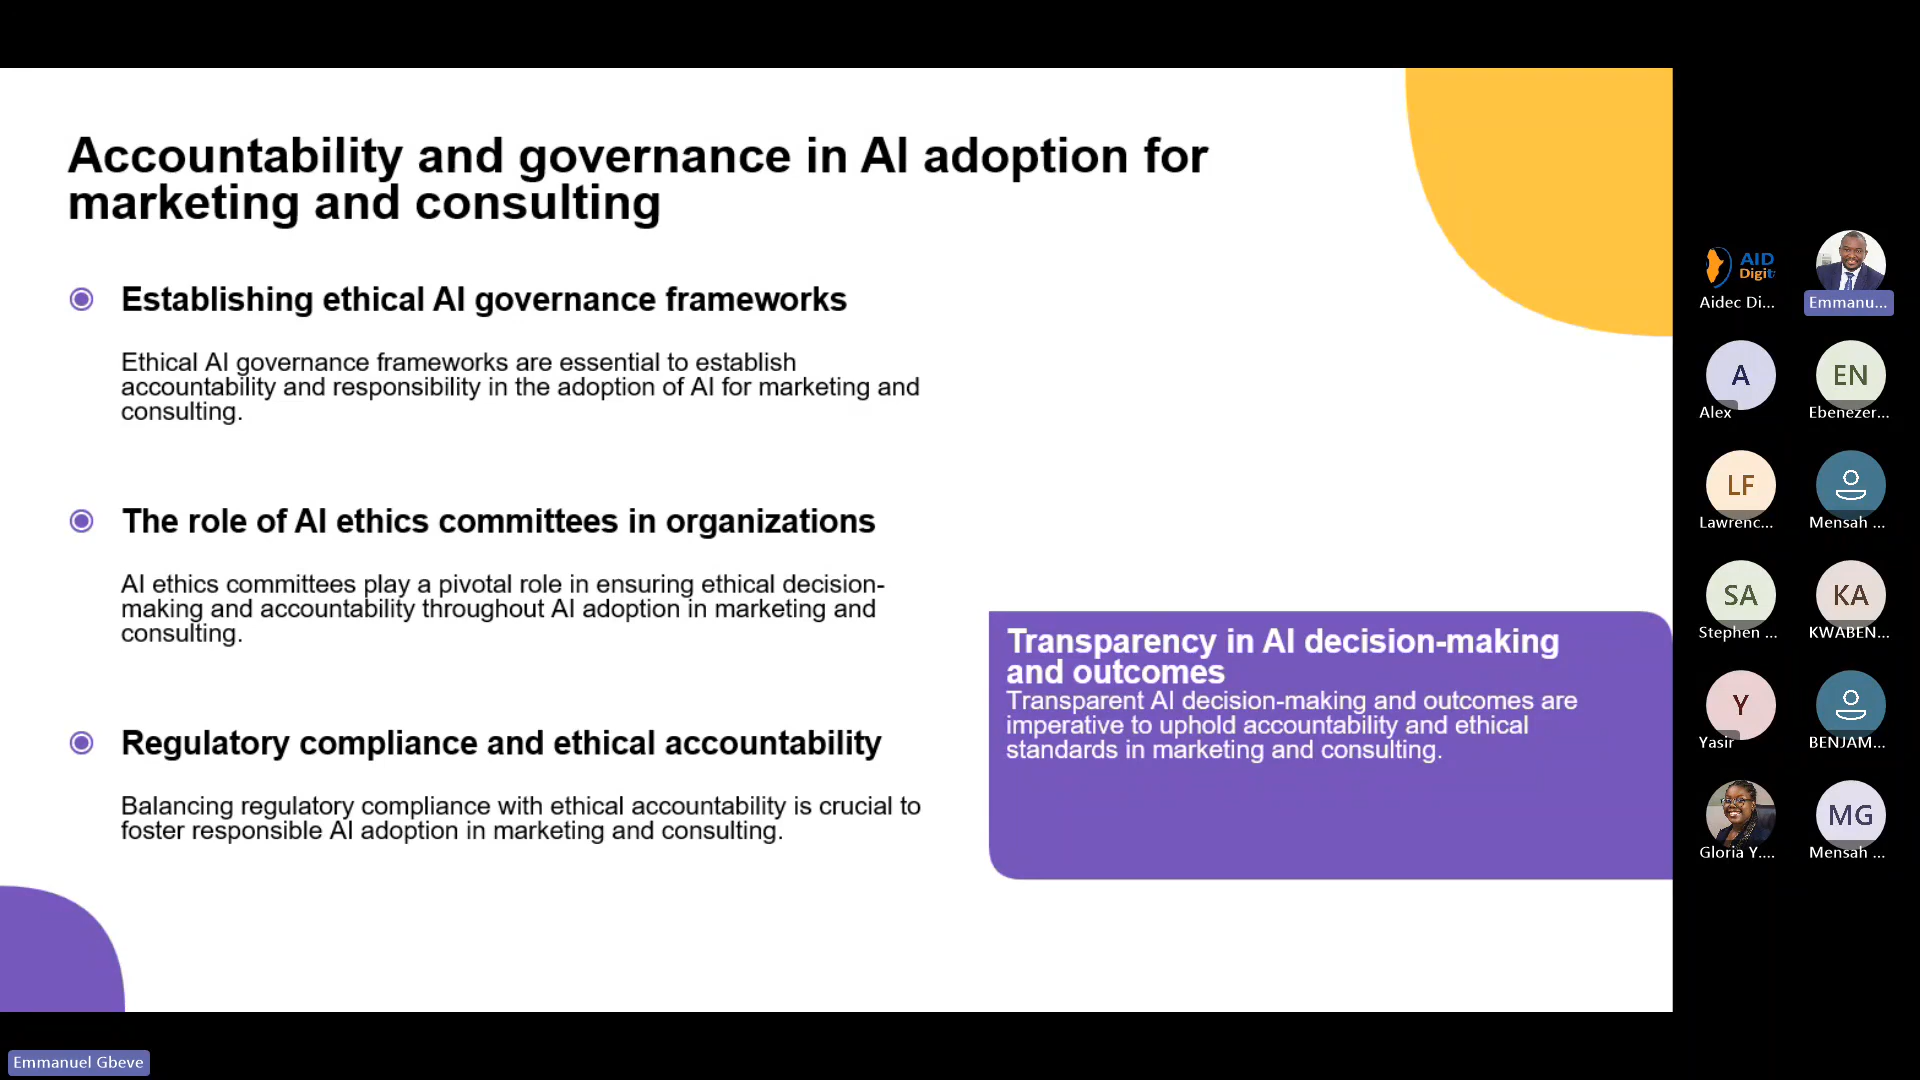 Accountability and governance in AI adoption for
marketing and consulting
Establishing ethical AI governance frameworks
Ethical AI governance frameworks are essential to establish
accountability and responsibility in the adoption of AI for marketing and
consulting.
The role of AI ethics committees in organizations
AI ethics committees play a pivotal role in ensuring ethical decision-
making and accountability throughout AI adoption in marketing and
consulting.
Regulatory compliance and ethical accountability
Balancing regulatory compliance with ethical accountability is crucial to
foster responsible AI adoption in marketing and consulting.
Transparency in AI decision-making
and outcomes
Transparent AI decision-making and outcomes are
imperative to uphold accountability and ethical
standards in marketing and consulting.
AID
Digit
Aidec Di...
Emmanu...
A
Alex
EN
Ebenezer...
LF
Lawrenc...
Mensah ...
SA
Stephen ...
KA
KWABEN...
Y
Yasir
BENJAM...
Gloria Y....
MG
Mensah ...
Emmanuel Gbeve